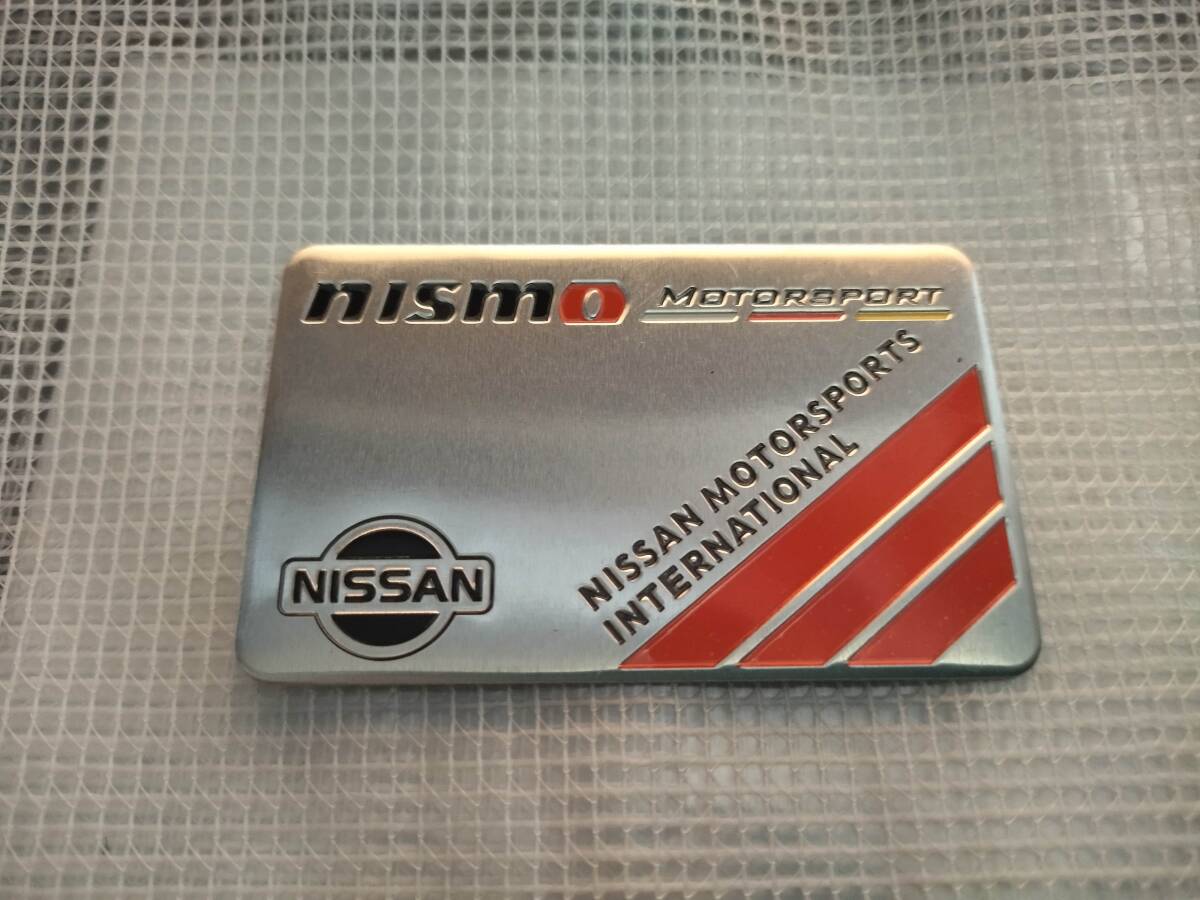 nismo MOTORSPORT
NISSAN MOTORSPORTS
INTERNATIONAL
NISSAN